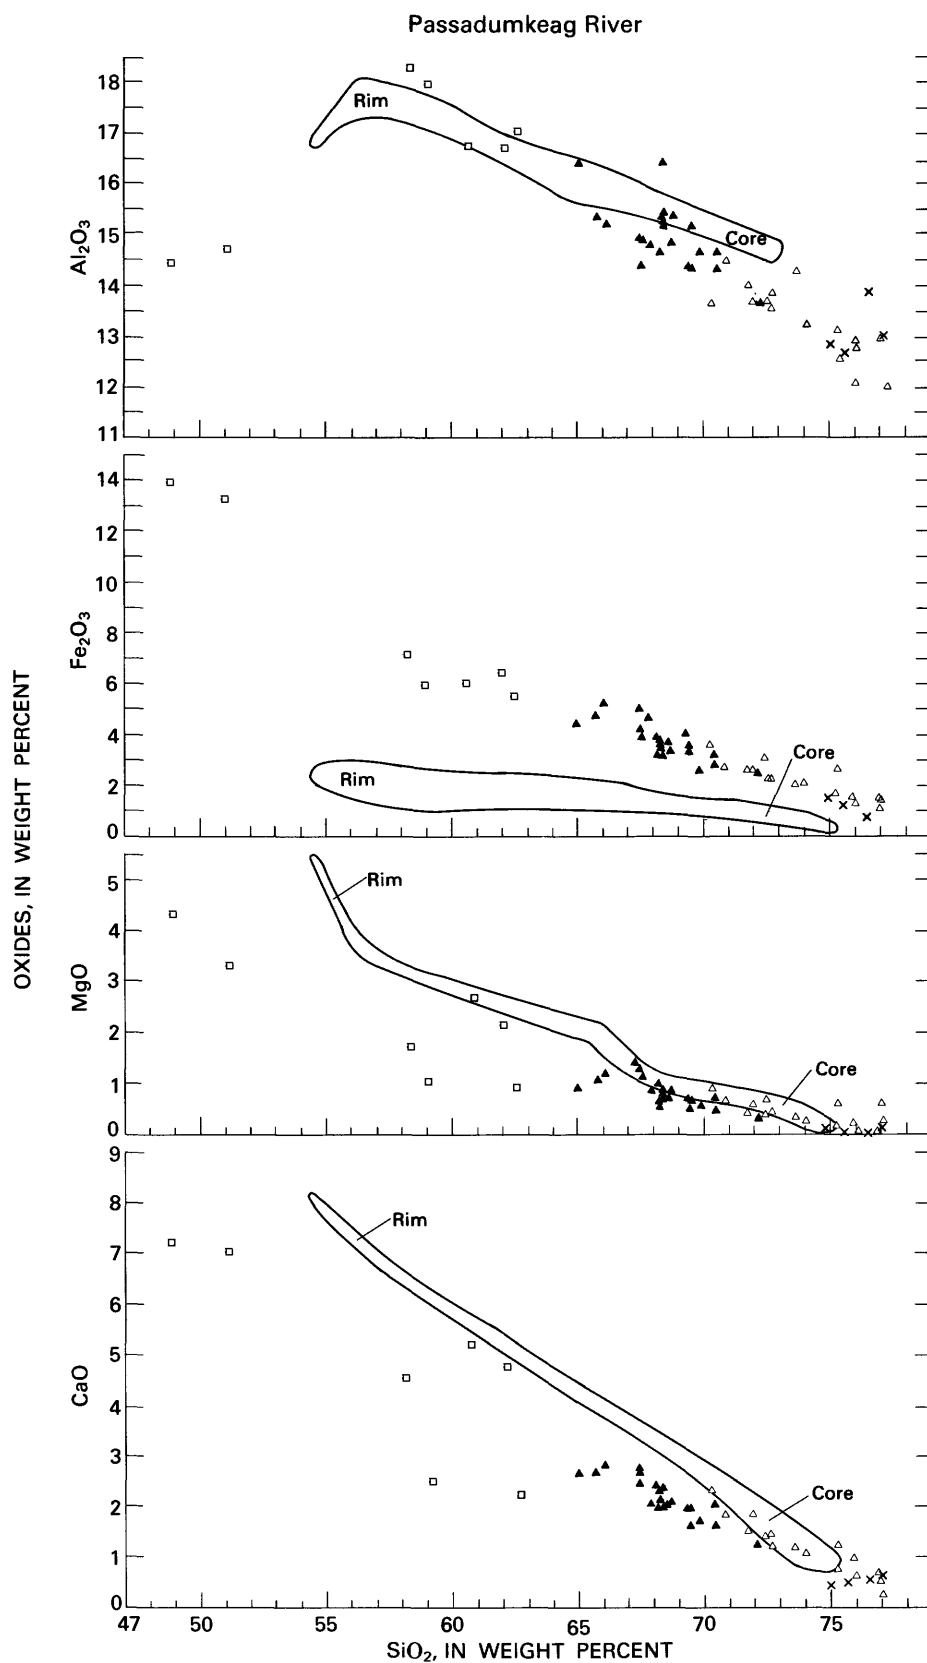 Passadumkeag River
OXIDES, IN WEIGHT PERCENT
Al₂O₃
18
17
16
15
14
13
12
11
Rim
Core
Fe₂O₃
14
12
10
8
6
4
2
0
Rim
Core
MgO
5
4
3
2
1
0
Rim
Core
CaO
9
8
7
6
5
4
3
2
1
0
Rim
Core
47 50 55 60 65 70 75
SiO₂, IN WEIGHT PERCENT